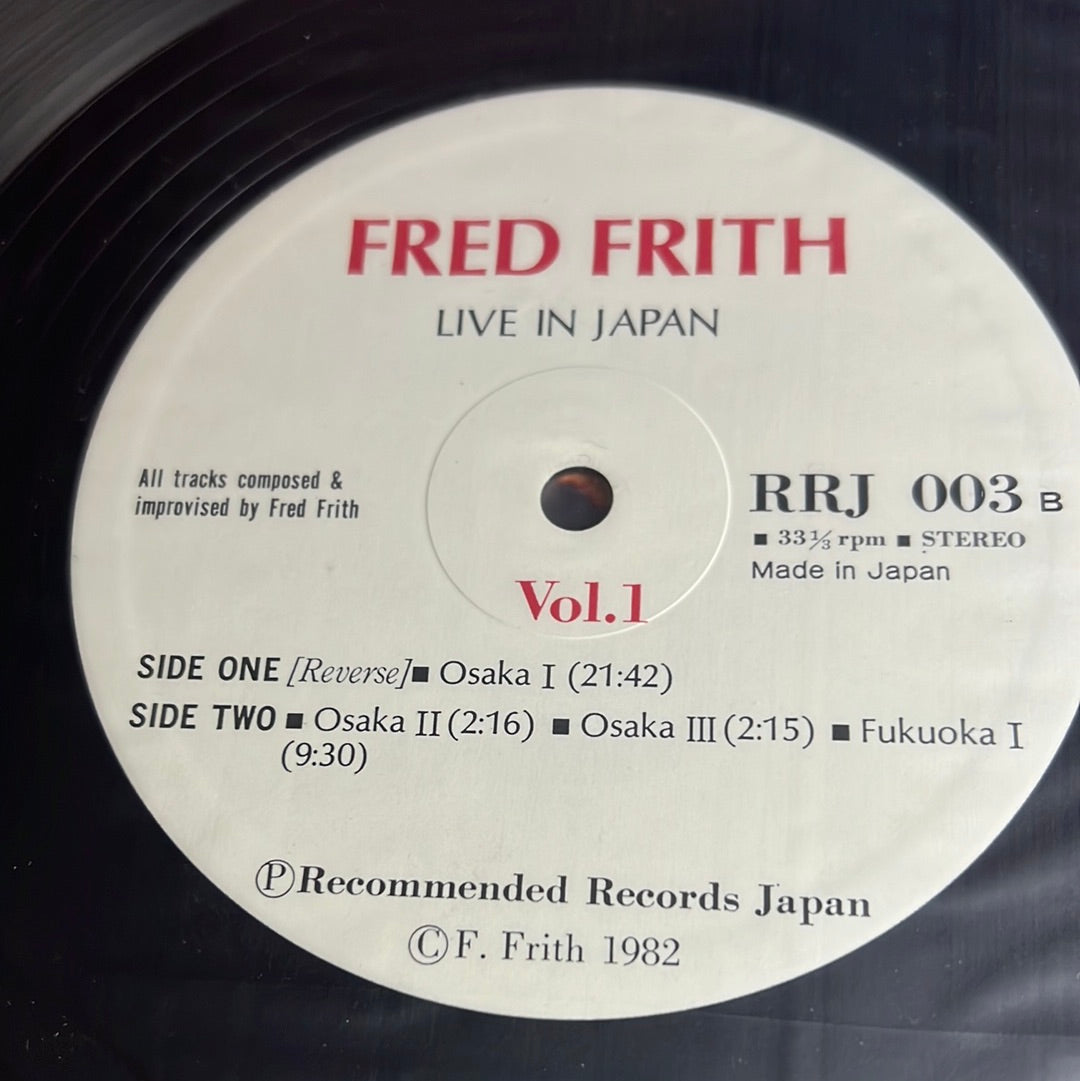 FRED FRITH
LIVE IN JAPAN
All tracks composed &
improvised by Fred Frith
RRJ 003 B
■ 33⅓ rpm ■ STEREO
Made in Japan
Vol.1
SIDE ONE [Reverse]■ Osaka I (21:42)
SIDE TWO ■ Osaka II (2:16) ■ Osaka III (2:15) ■ Fukuoka I
(9:30)
ⓅRecommended Records Japan
©F. Frith 1982